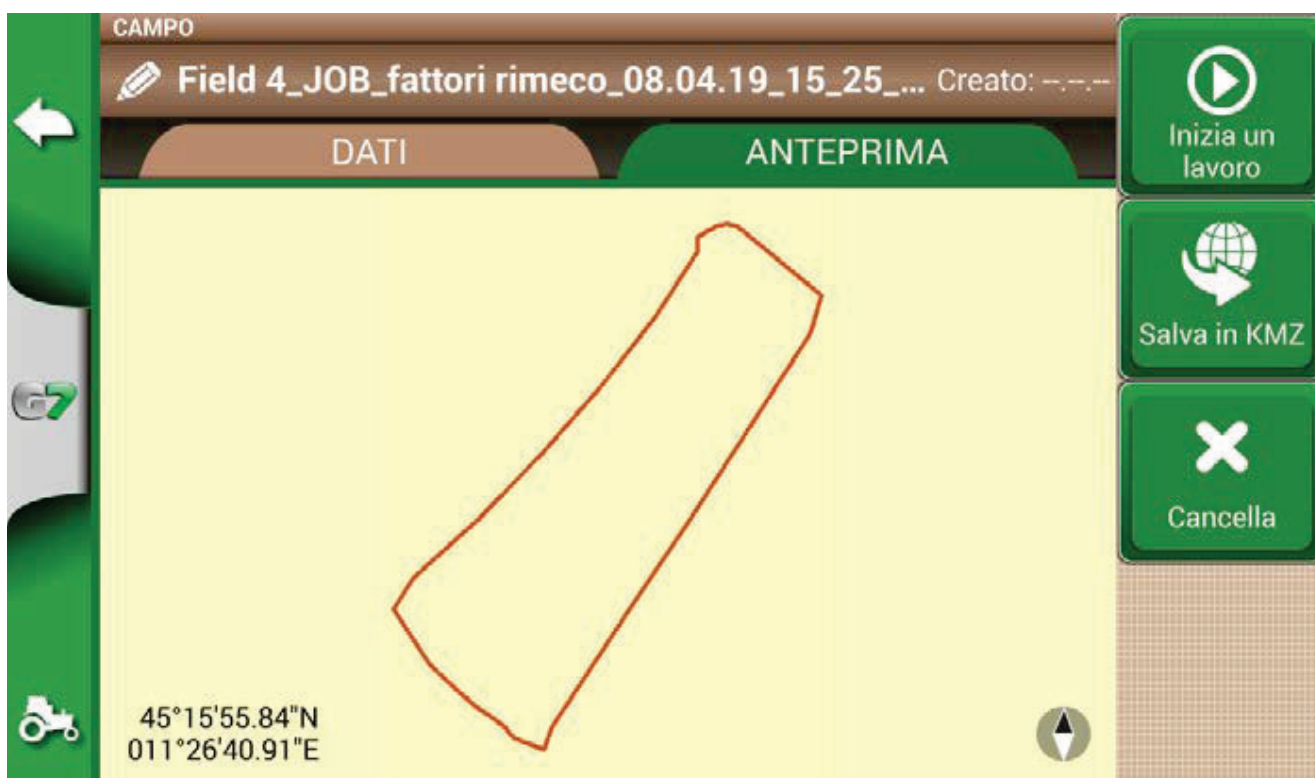 CAMPO
Field 4_JOB_fattori rimeco_08.04.19_15_25_... Creato: --.--.--
DATI
ANTEPRIMA
Inizia un
lavoro
Salva in KMZ
Cancella
G7
45°15'55.84"N
011°26'40.91"E